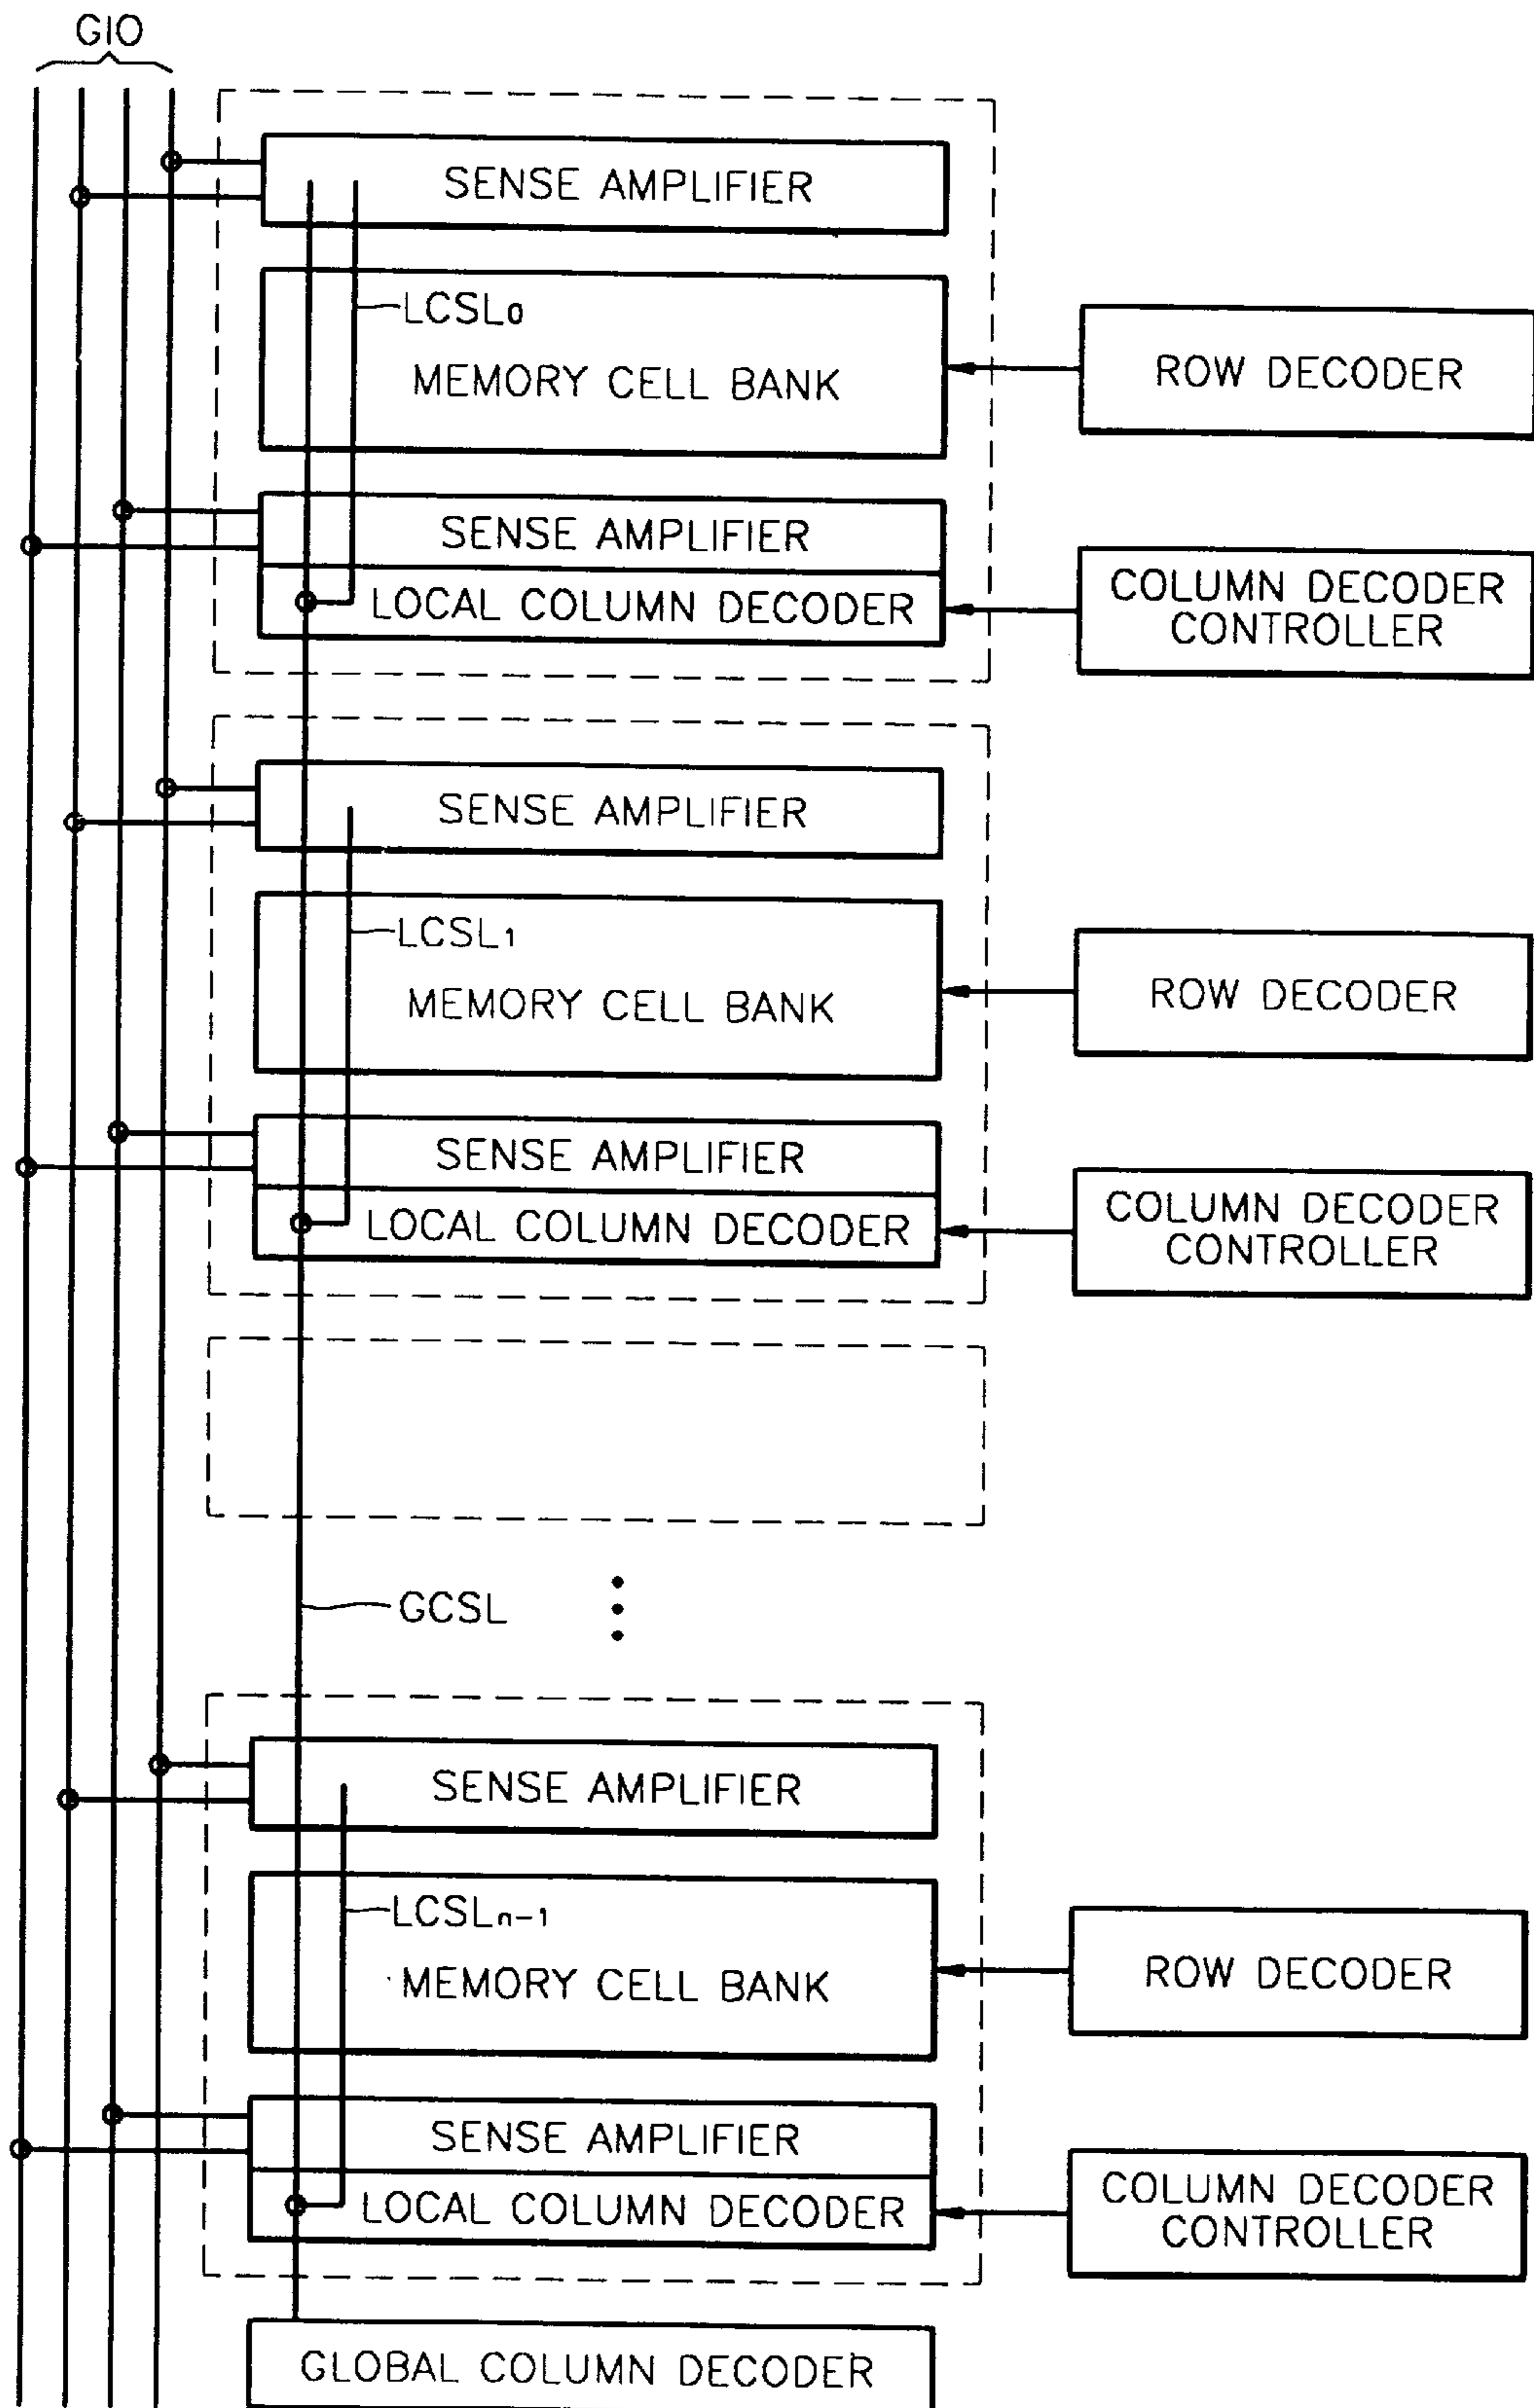 GIO
SENSE AMPLIFIER
LCSL0
MEMORY CELL BANK
ROW DECODER
SENSE AMPLIFIER
LOCAL COLUMN DECODER
COLUMN DECODER
CONTROLLER
SENSE AMPLIFIER
LCSL1
MEMORY CELL BANK
ROW DECODER
SENSE AMPLIFIER
LOCAL COLUMN DECODER
COLUMN DECODER
CONTROLLER
GCSL
SENSE AMPLIFIER
LCSLn-1
MEMORY CELL BANK
ROW DECODER
SENSE AMPLIFIER
LOCAL COLUMN DECODER
COLUMN DECODER
CONTROLLER
GLOBAL COLUMN DECODER